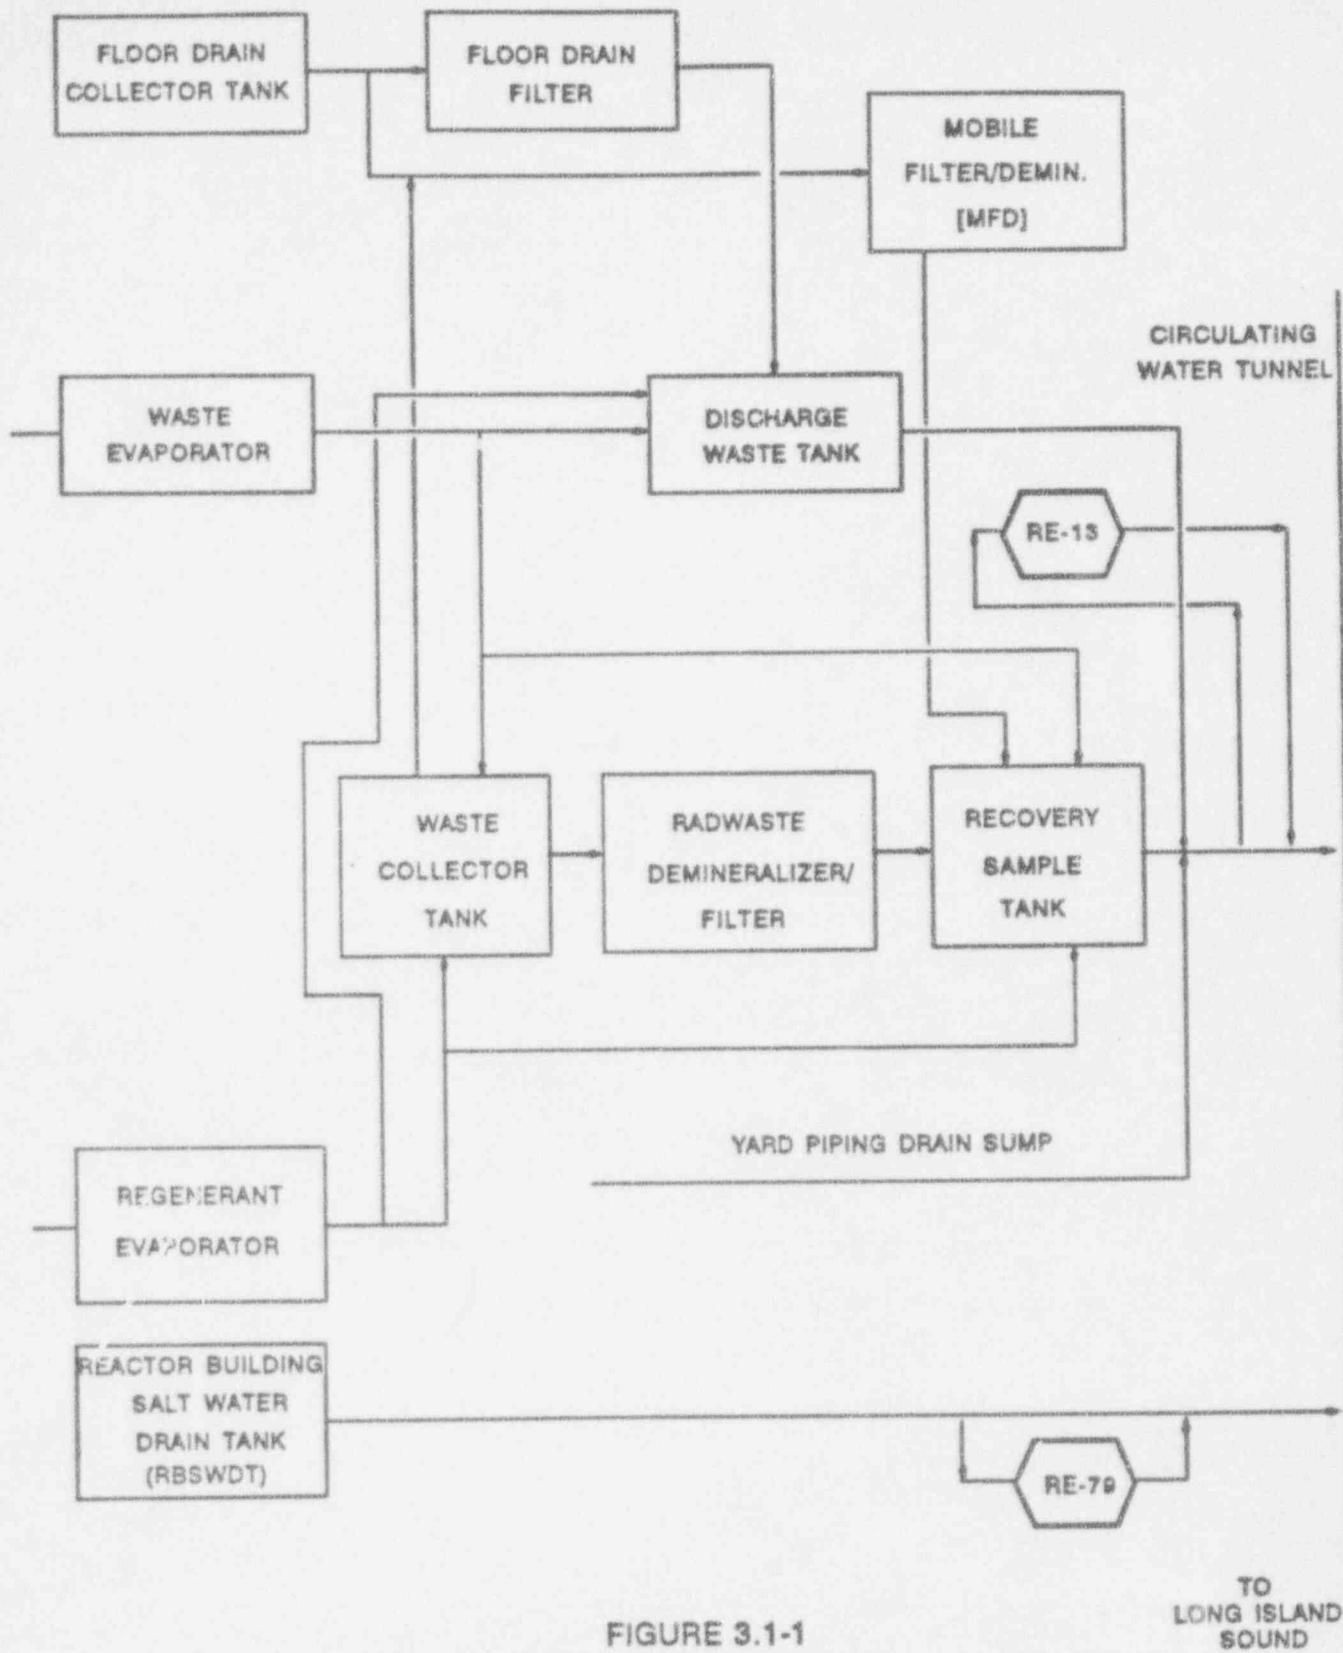 FLOOR DRAIN
COLLECTOR TANK
FLOOR DRAIN
FILTER
MOBILE
FILTER/DEMIN.
[MFD]
CIRCULATING
WATER TUNNEL
WASTE
EVAPORATOR
DISCHARGE
WASTE TANK
RE-13
WASTE
COLLECTOR
TANK
RADWASTE
DEMINERALIZER/
FILTER
RECOVERY
SAMPLE
TANK
YARD PIPING DRAIN SUMP
REGENERANT
EVAPORATOR
REACTOR BUILDING
SALT WATER
DRAIN TANK
(RBSWDT)
RE-79
TO
LONG ISLAND
SOUND
FIGURE 3.1-1